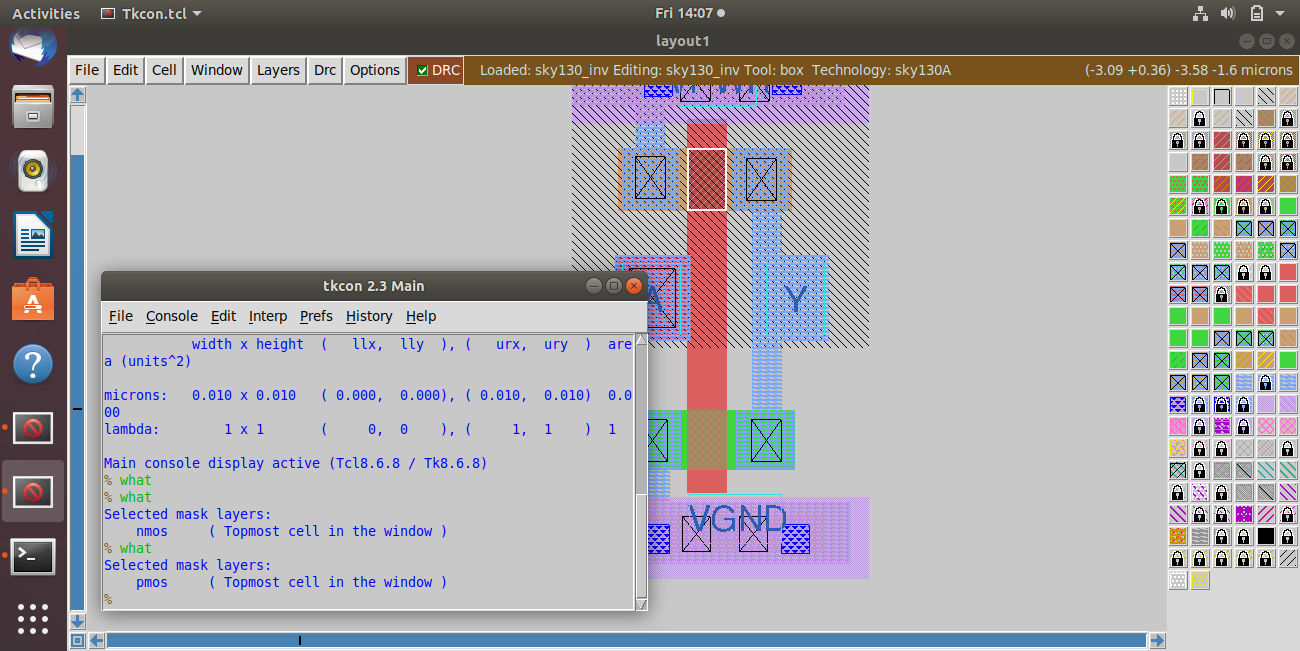 Activities Tkcon.tcl Fri 14:07
layout1
File Edit Cell Window Layers Drc Options DRC Loaded: sky130_inv Editing: sky130_inv Tool: box Technology: sky130A (-3.09 +0.36) -3.58 -1.6 microns
A
Y
VGND
tkcon 2.3 Main
File Console Edit Interp Prefs History Help
width x height ( llx, lly ), ( urx, ury ) are
a (units^2)
microns: 0.010 x 0.010 ( 0.000, 0.000), ( 0.010, 0.010) 0.0
00
lambda: 1 x 1 ( 0, 0 ), ( 1, 1 ) 1
Main console display active (Tcl8.6.8 / Tk8.6.8)
% what
% what
Selected mask layers:
nmos ( Topmost cell in the window )
% what
Selected mask layers:
pmos ( Topmost cell in the window )
%